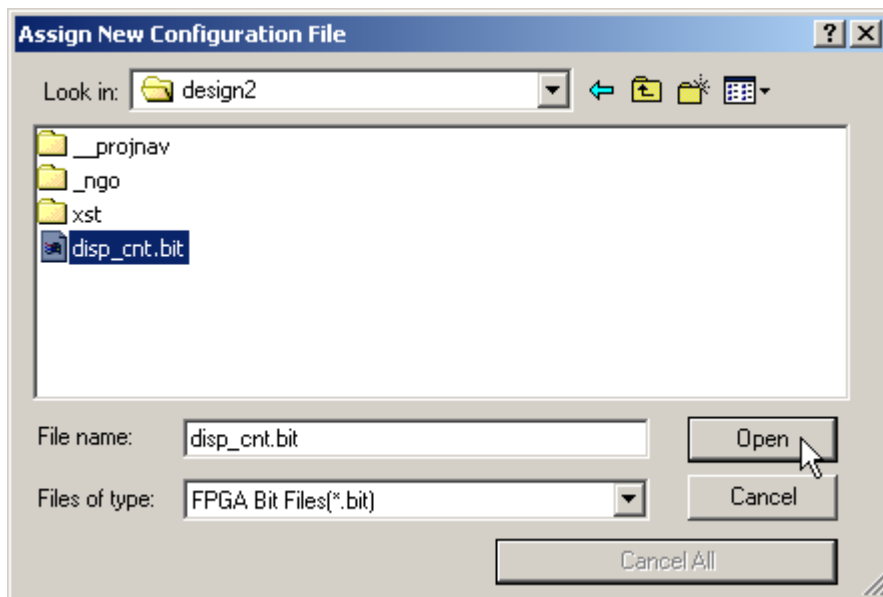 Assign New Configuration File
Look in: design2
__projnav
_ngo
xst
disp_cnt.bit
File name: disp_cnt.bit Open
Files of type: FPGA Bit Files(*.bit) Cancel
Cancel All